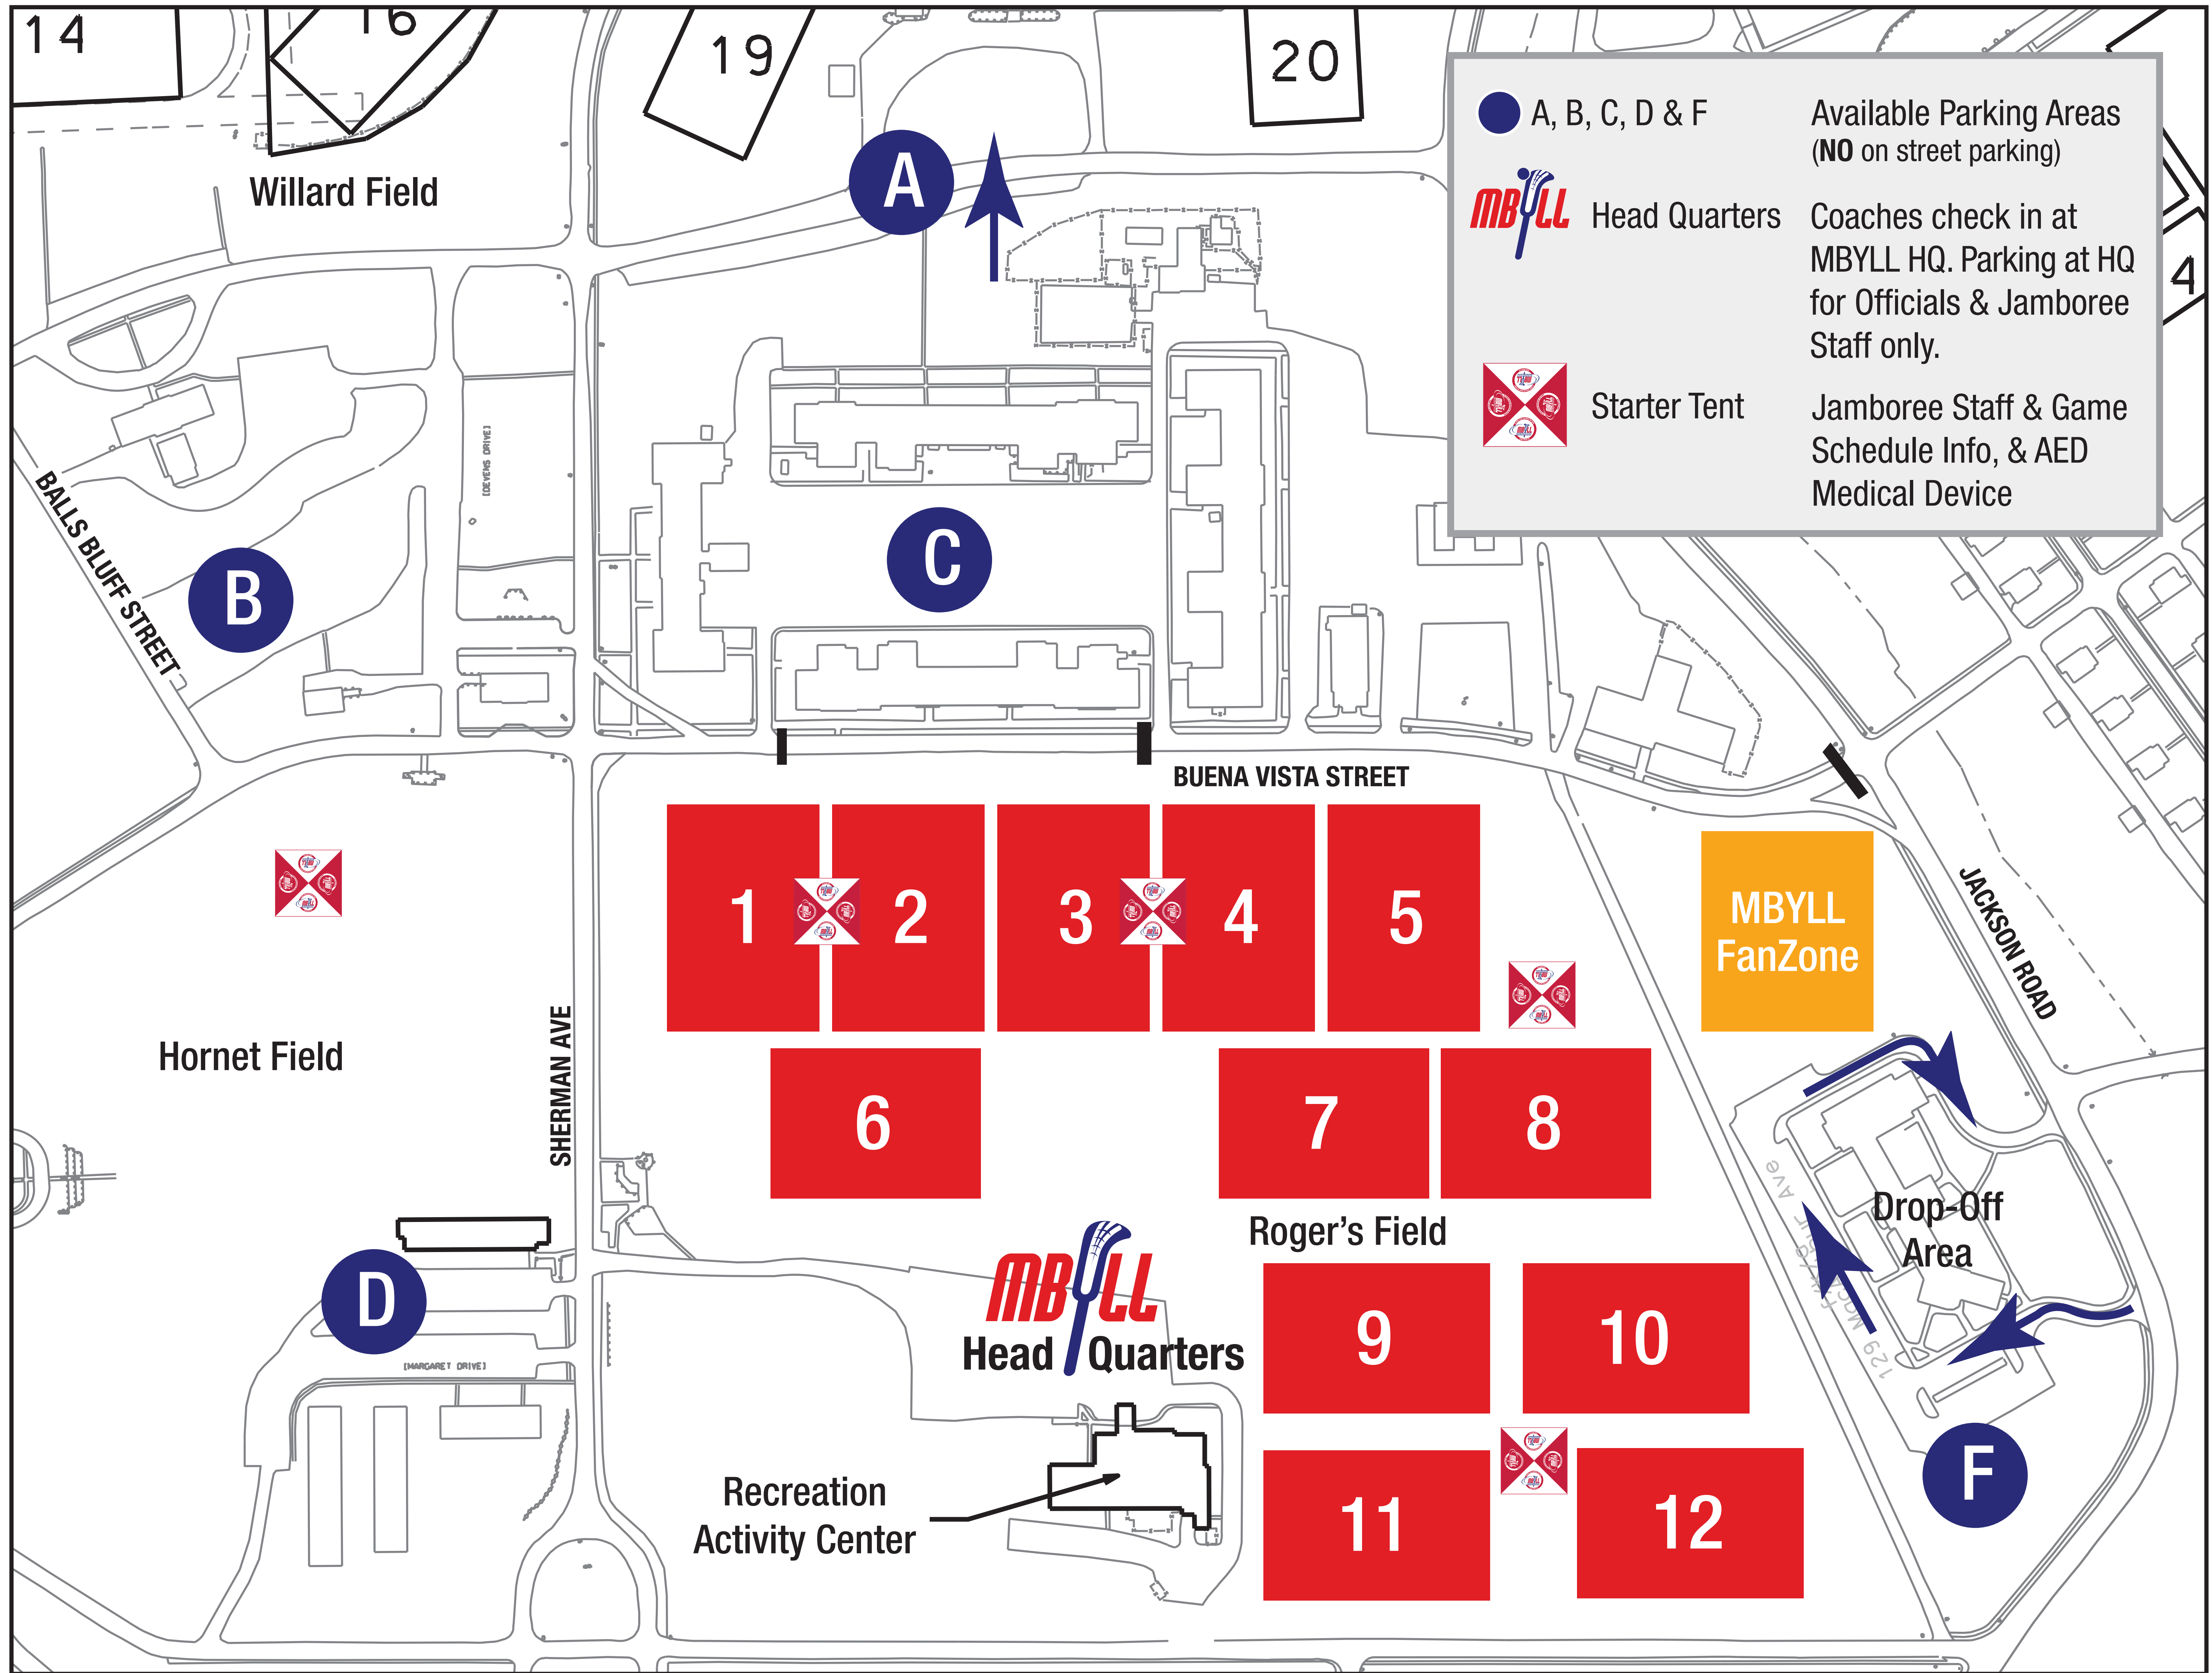 14
16
19
20
A, B, C, D & F
Available Parking Areas
(NO on street parking)
MBYLL
Head Quarters
Coaches check in at
MBYLL HQ. Parking at HQ
for Officials & Jamboree
Staff only.
Starter Tent
Jamboree Staff & Game
Schedule Info, & AED
Medical Device
4
A
Willard Field
[DEVENS DRIVE]
BALLS BLUFF STREET
B
C
BUENA VISTA STREET
1
2
3
4
5
MBYLL
FanZone
JACKSON ROAD
Hornet Field
SHERMAN AVE
6
7
8
Roger's Field
Drop-Off
Area
D
[MARGARET DRIVE]
MBYLL
Head Quarters
9
10
129
Ave
F
Recreation
Activity Center
11
12